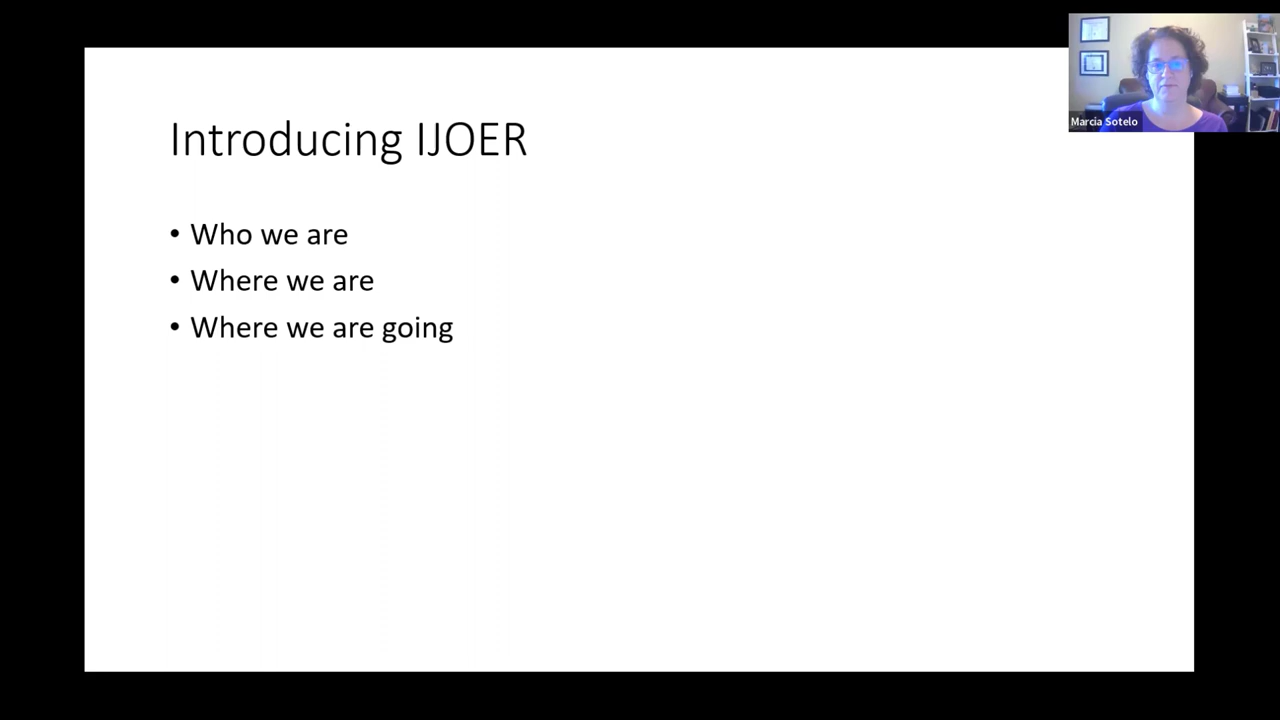 Introducing IJOER
• Who we are
• Where we are
• Where we are going
Marcia Sotelo